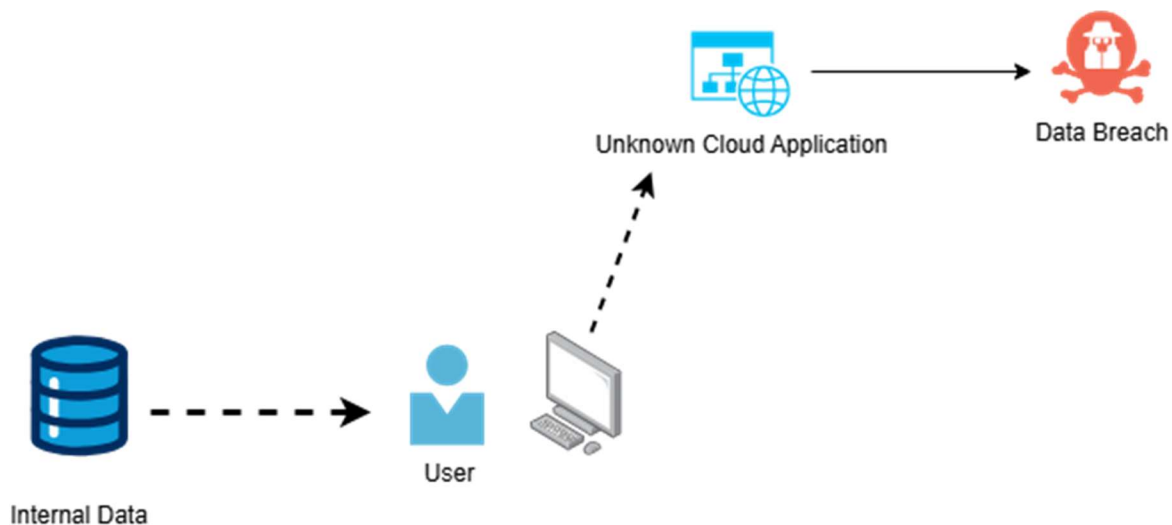 Unknown Cloud Application
Data Breach
User
Internal Data